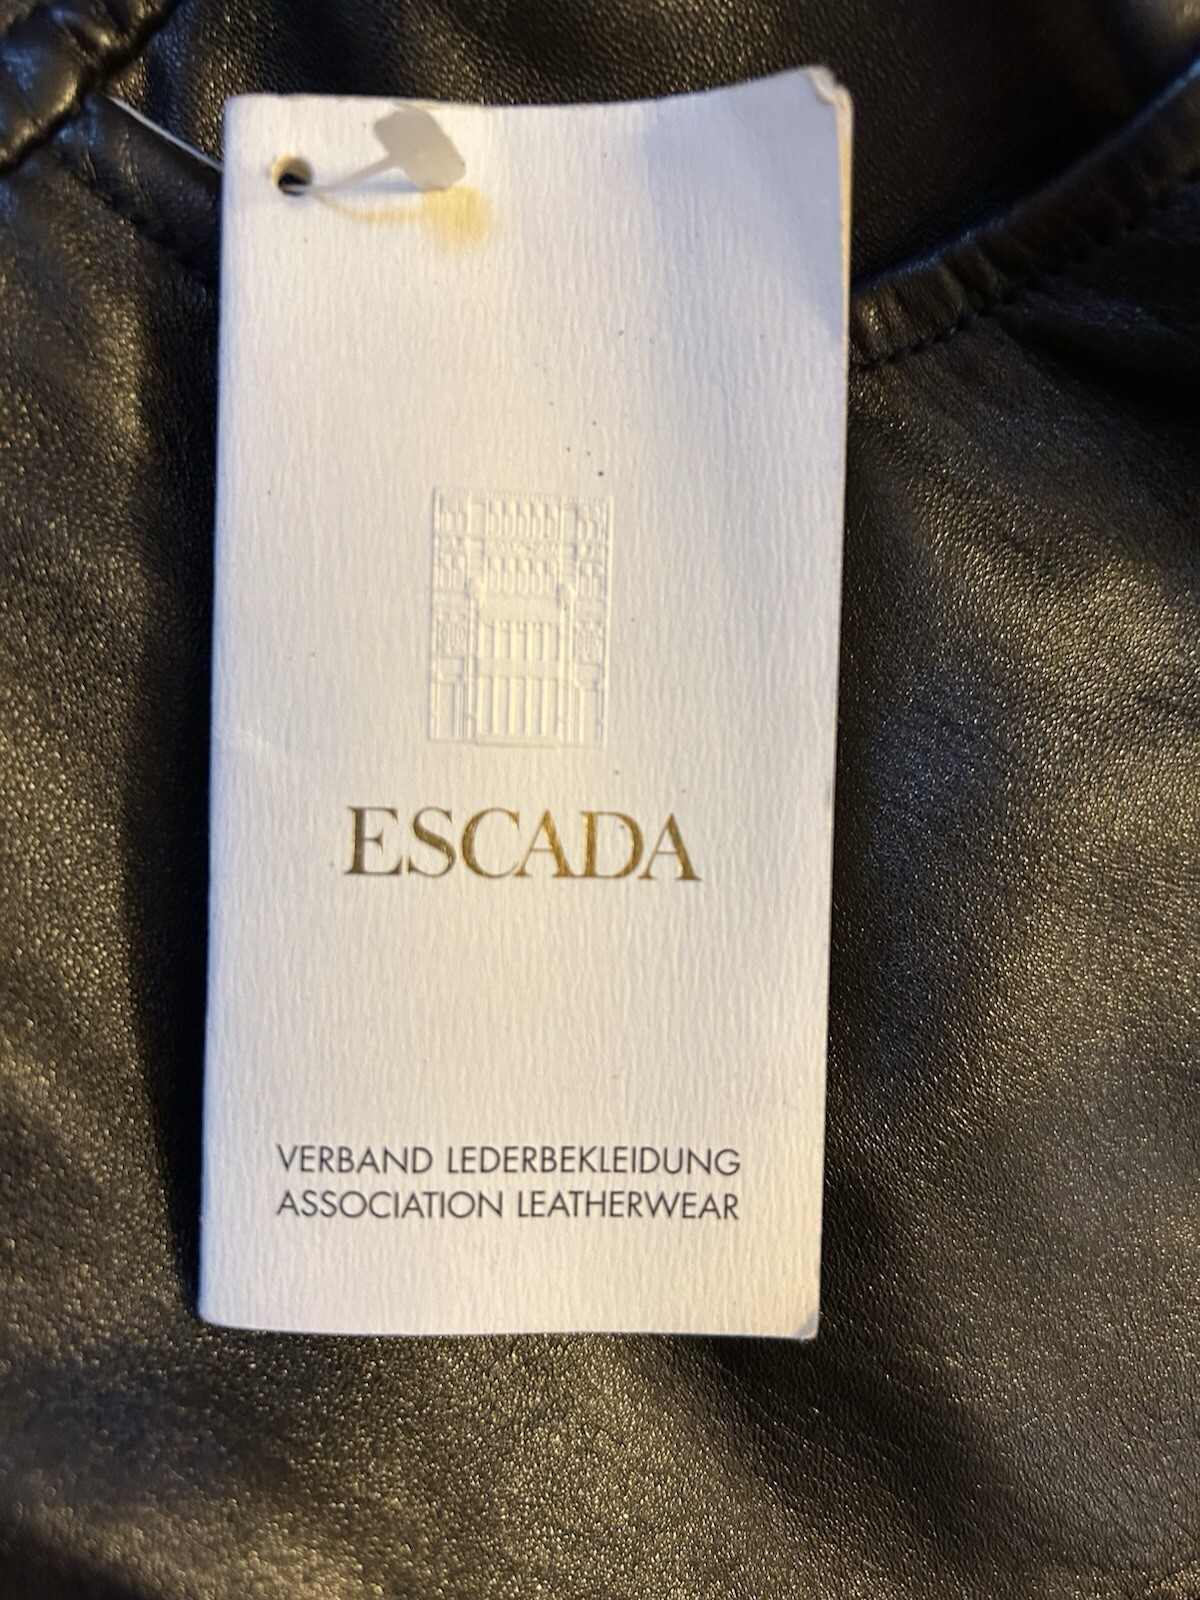 ESCADA
VERBAND LEDERBEKLEIDUNG
ASSOCIATION LEATHERWEAR